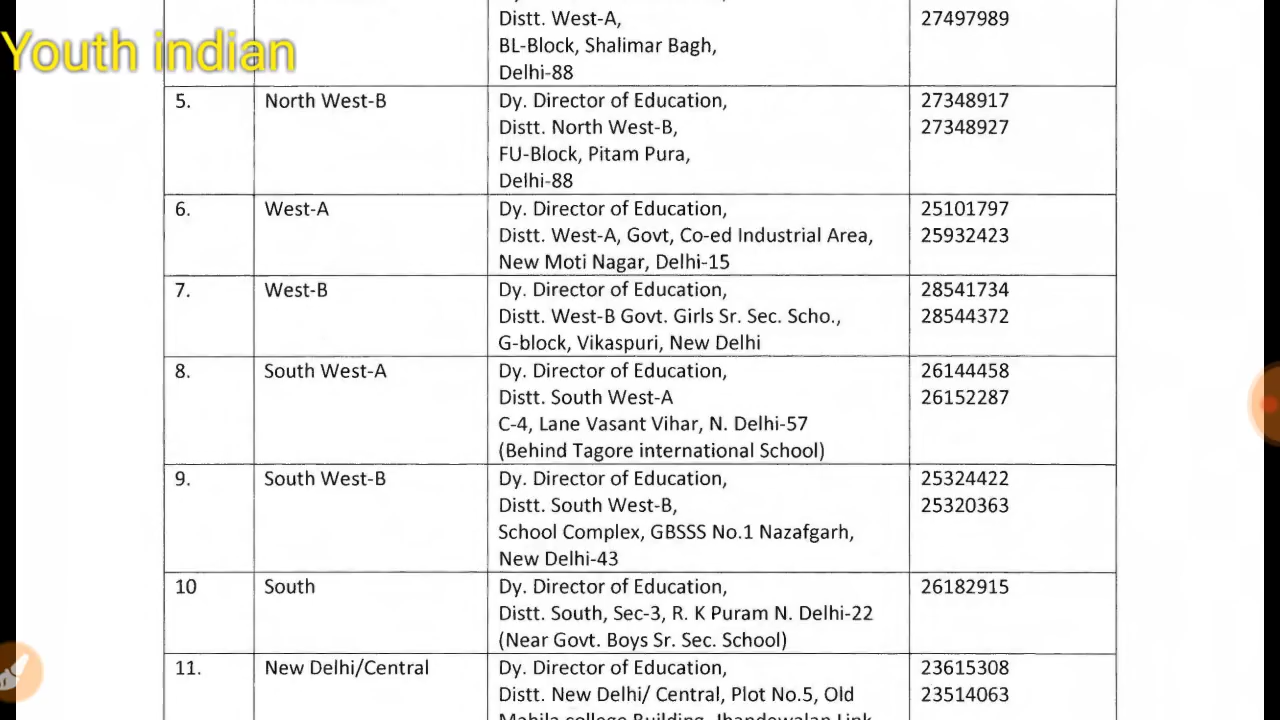 Youth indian
Distt. West-A,
27497989
BL-Block, Shalimar Bagh,
Delhi-88
5.
North West-B
Dy. Director of Education,
27348917
Distt. North West-B,
27348927
FU-Block, Pitam Pura,
Delhi-88
6.
West-A
Dy. Director of Education,
25101797
Distt. West-A, Govt, Co-ed Industrial Area,
25932423
New Moti Nagar, Delhi-15
7.
West-B
Dy. Director of Education,
28541734
Distt. West-B Govt. Girls Sr. Sec. Scho.,
28544372
G-block, Vikaspuri, New Delhi
8.
South West-A
Dy. Director of Education,
26144458
Distt. South West-A
26152287
C-4, Lane Vasant Vihar, N. Delhi-57
(Behind Tagore international School)
9.
South West-B
Dy. Director of Education,
25324422
Distt. South West-B,
25320363
School Complex, GBSSS No.1 Nazafgarh,
New Delhi-43
10
South
Dy. Director of Education,
26182915
Distt. South, Sec-3, R. K Puram N. Delhi-22
(Near Govt. Boys Sr. Sec. School)
11.
New Delhi/Central
Dy. Director of Education,
23615308
Distt. New Delhi/ Central, Plot No.5, Old
23514063
Mahila college Building, Jhandewalan Link